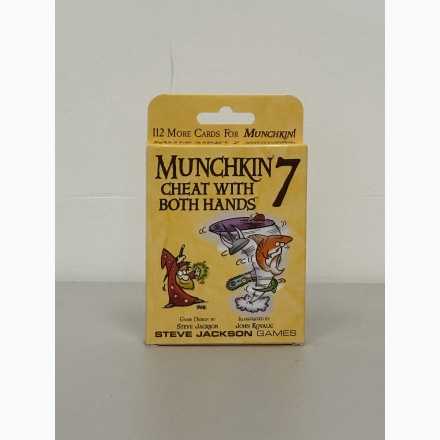 112 More Cards For Munchkin!
Munchkin 7
Cheat With
Both Hands
Game Design by
Steve Jackson
Illustrated by
John Kovalic
STEVE JACKSON GAMES